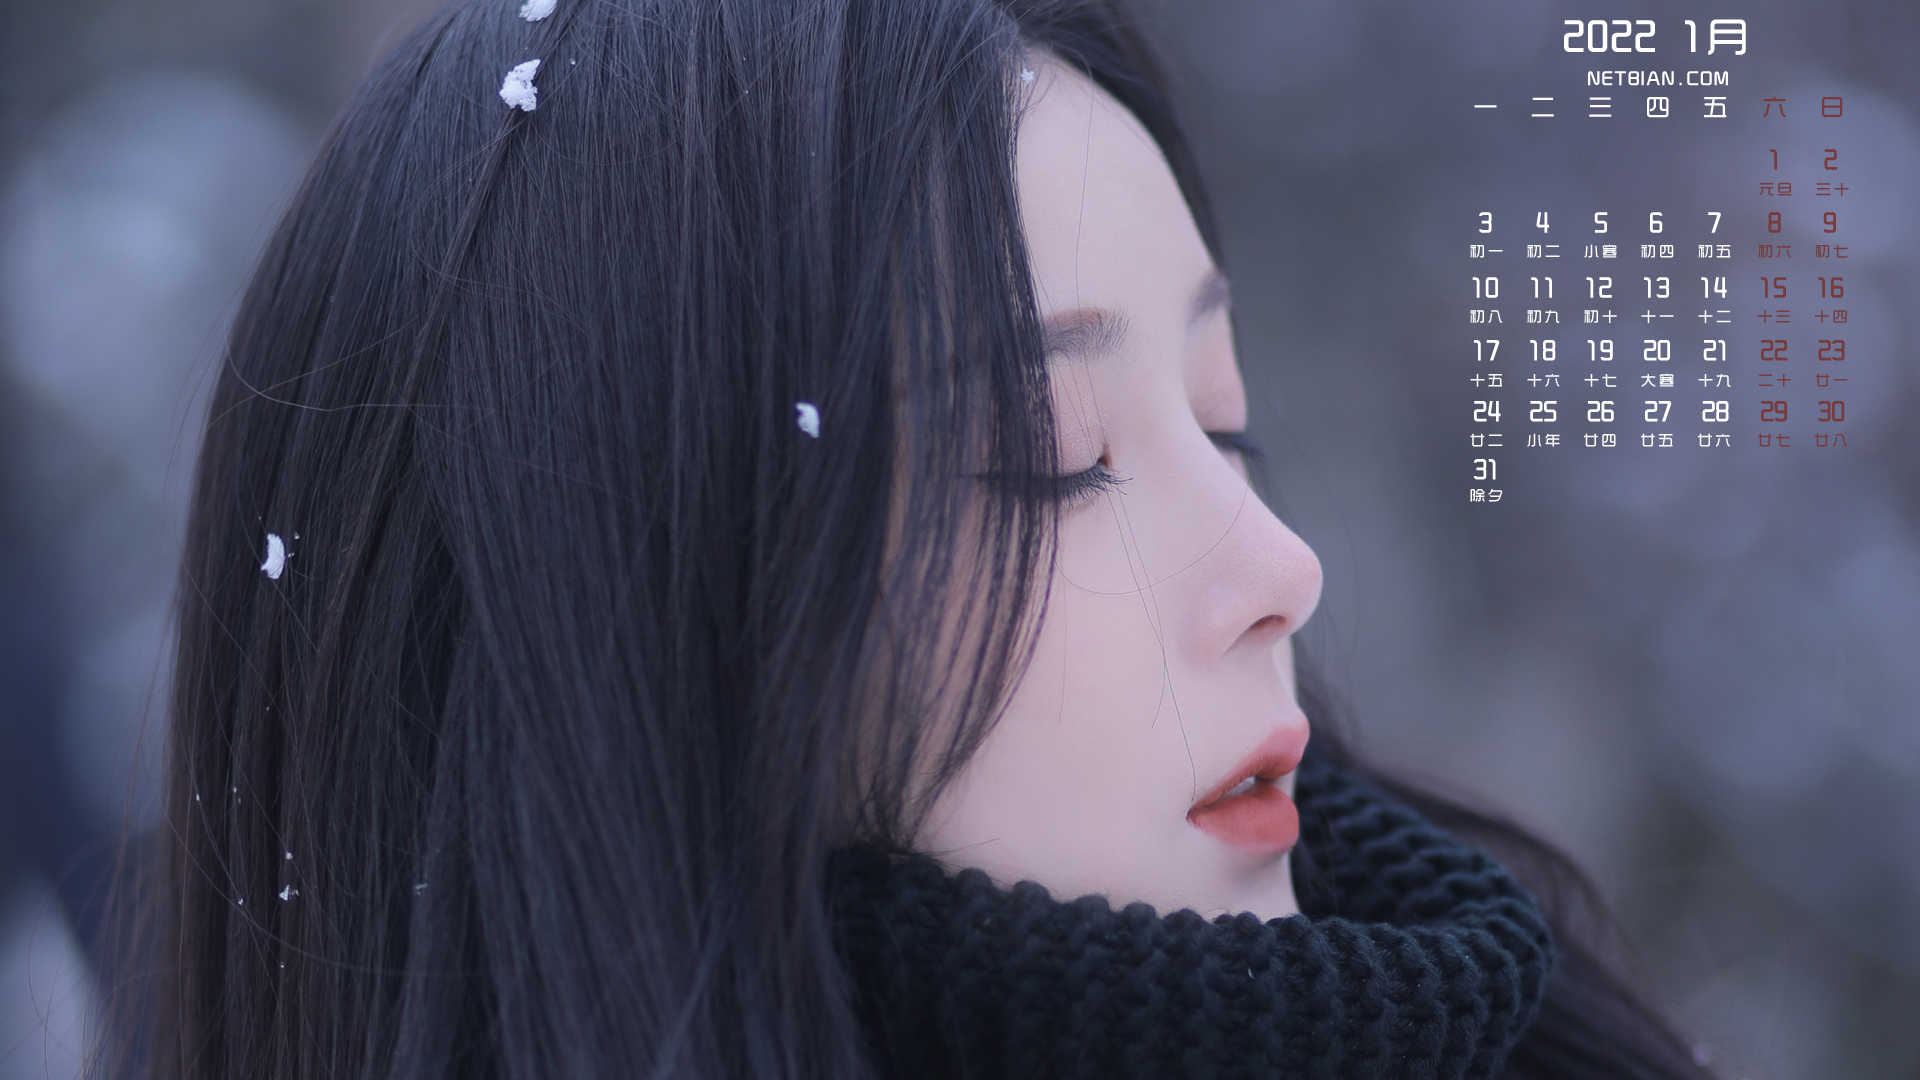 2022 1月
NETBIAN.COM
一 二 三 四 五 六 日
1 2
元旦 三十
3 4 5 6 7 8 9
初一 初二 小寒 初四 初五 初六 初七
10 11 12 13 14 15 16
初八 初九 初十 十一 十二 十三 十四
17 18 19 20 21 22 23
十五 十六 十七 大寒 十九 二十 廿一
24 25 26 27 28 29 30
廿二 小年 廿四 廿五 廿六 廿七 廿八
31
除夕